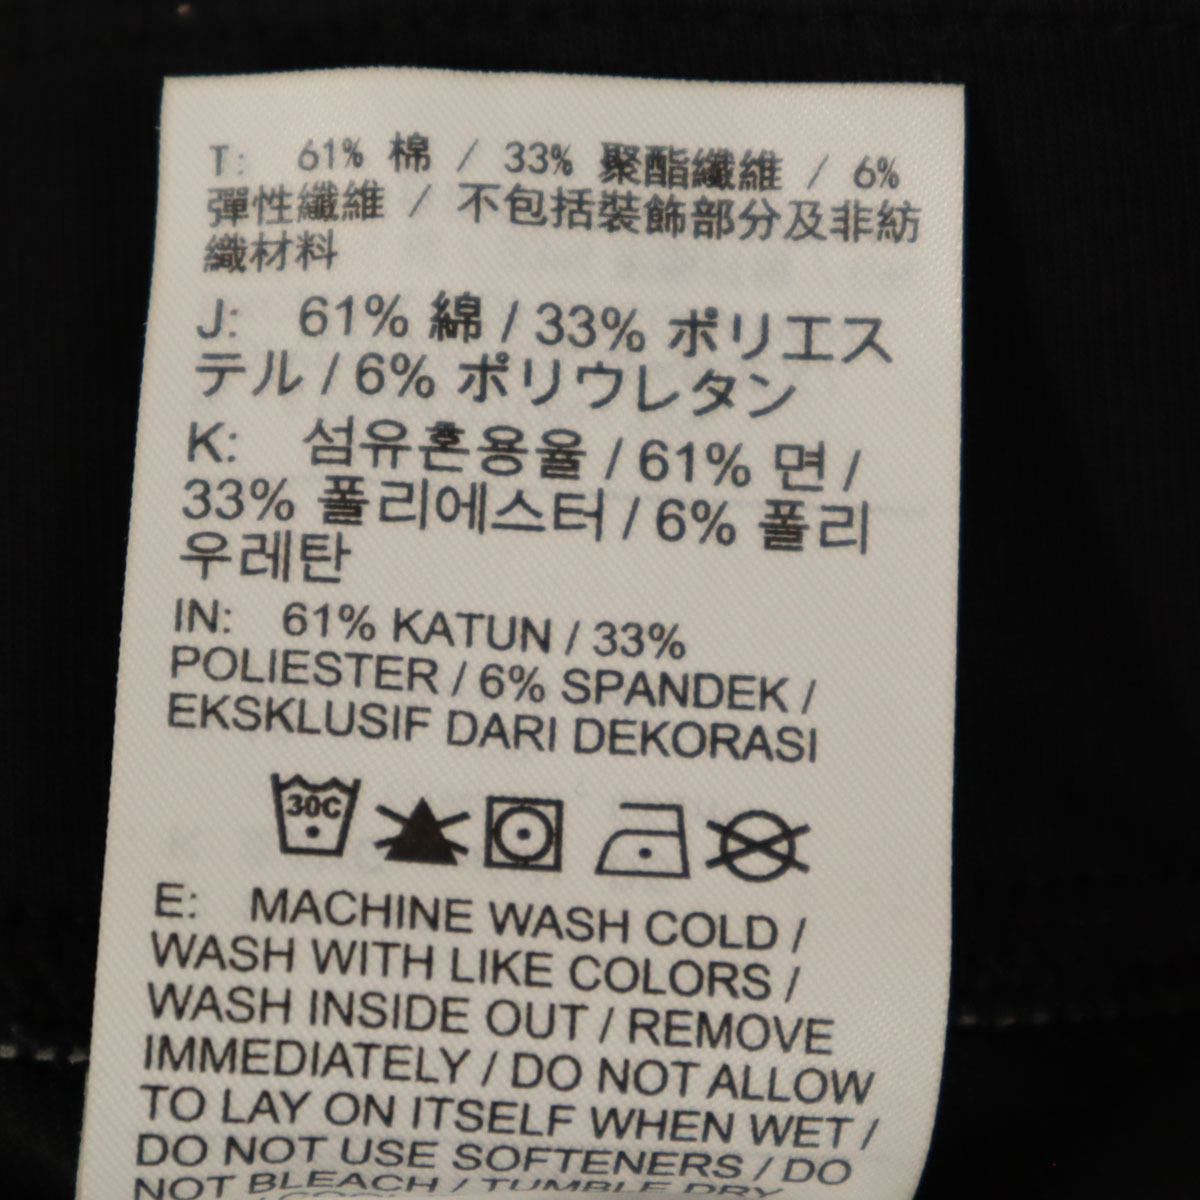 T: 61% 棉 / 33% 聚酯纖維 / 6%
彈性纖維 / 不包括裝飾部分及非紡
織材料
J: 61% 綿 / 33% ポリエス
テル / 6% ポリウレタン
K: 섬유혼용율 / 61% 면 /
33% 폴리에스터 / 6% 폴리
우레탄
IN: 61% KATUN / 33%
POLIESTER / 6% SPANDEK /
EKSKLUSIF DARI DEKORASI
30C
E: MACHINE WASH COLD /
WASH WITH LIKE COLORS /
WASH INSIDE OUT / REMOVE
IMMEDIATELY / DO NOT ALLOW
TO LAY ON ITSELF WHEN WET /
DO NOT USE SOFTENERS / DO
NOT BLEACH / TUMBLE DRY